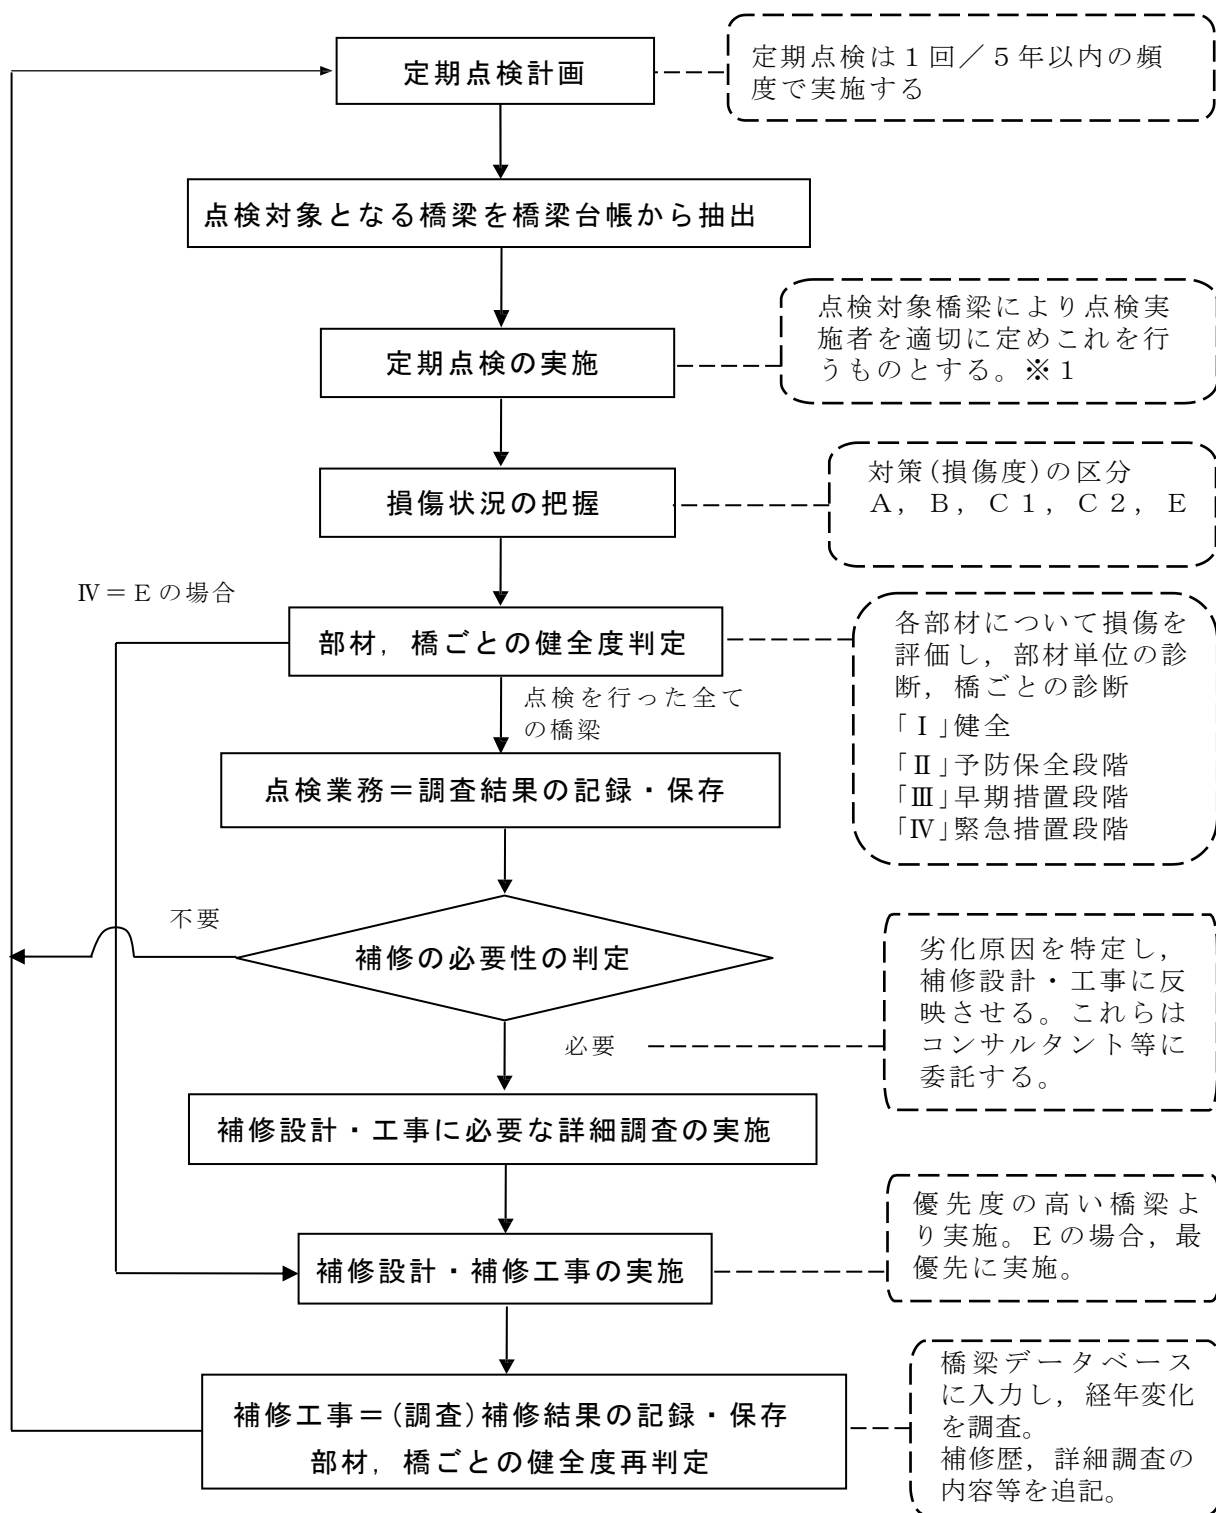 定期点検計画
定期点検は１回／５年以内の頻
度で実施する
点検対象となる橋梁を橋梁台帳から抽出
点検対象橋梁により点検実
施者を適切に定めこれを行
うものとする。※１
定期点検の実施
対策(損傷度)の区分
Ａ，Ｂ，Ｃ１，Ｃ２，Ｅ
損傷状況の把握
Ⅳ＝Ｅの場合
部材，橋ごとの健全度判定
各部材について損傷を
評価し，部材単位の診
断，橋ごとの診断
「Ⅰ」健全
「Ⅱ」予防保全段階
「Ⅲ」早期措置段階
「Ⅳ」緊急措置段階
点検を行った全て
の橋梁
点検業務＝調査結果の記録・保存
不要
補修の必要性の判定
劣化原因を特定し，
補修設計・工事に反
映させる。これらは
コンサルタント等に
委託する。
必要
補修設計・工事に必要な詳細調査の実施
優先度の高い橋梁よ
り実施。Ｅの場合，最
優先に実施。
補修設計・補修工事の実施
橋梁データベース
に入力し，経年変化
を調査。
補修歴，詳細調査の
内容等を追記。
補修工事＝(調査)補修結果の記録・保存
部材，橋ごとの健全度再判定